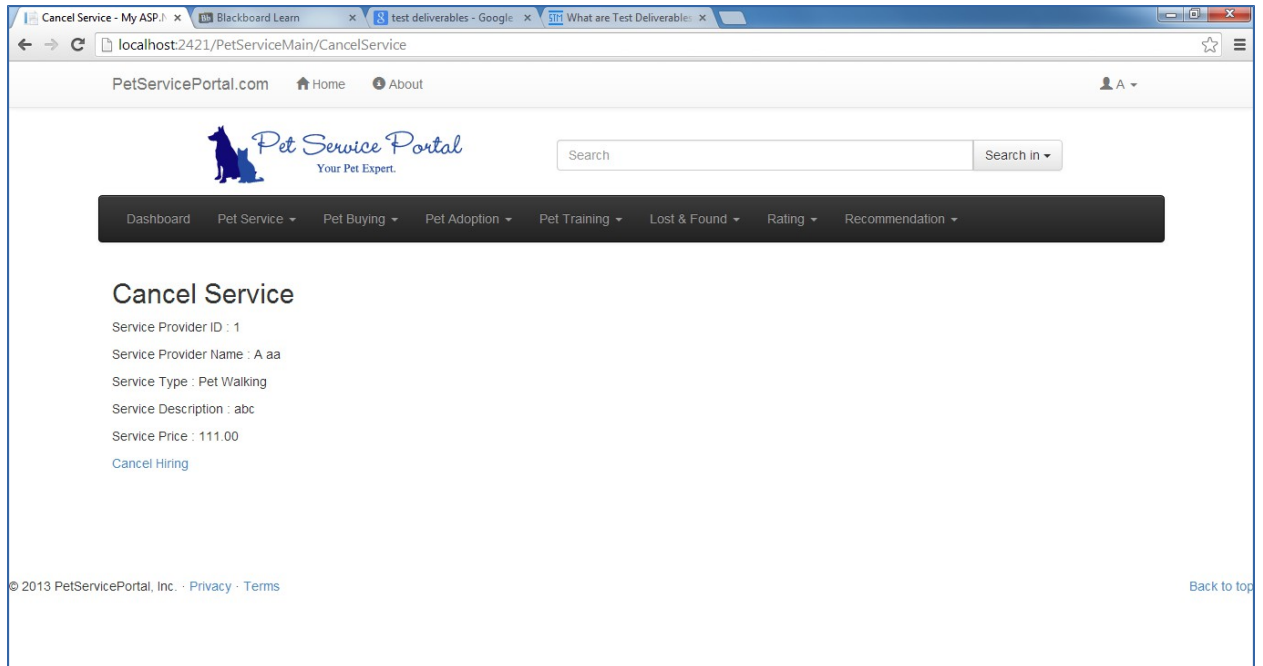 Cancel Service - My ASP.N Blackboard Learn test deliverables - Google What are Test Deliverables
localhost:2421/PetServiceMain/CancelService
PetServicePortal.com Home About A
Pet Service Portal
Your Pet Expert.
Search Search in
Dashboard Pet Service Pet Buying Pet Adoption Pet Training Lost & Found Rating Recommendation
Cancel Service
Service Provider ID : 1
Service Provider Name : A aa
Service Type : Pet Walking
Service Description : abc
Service Price : 111.00
Cancel Hiring
© 2013 PetServicePortal, Inc. · Privacy · Terms Back to top